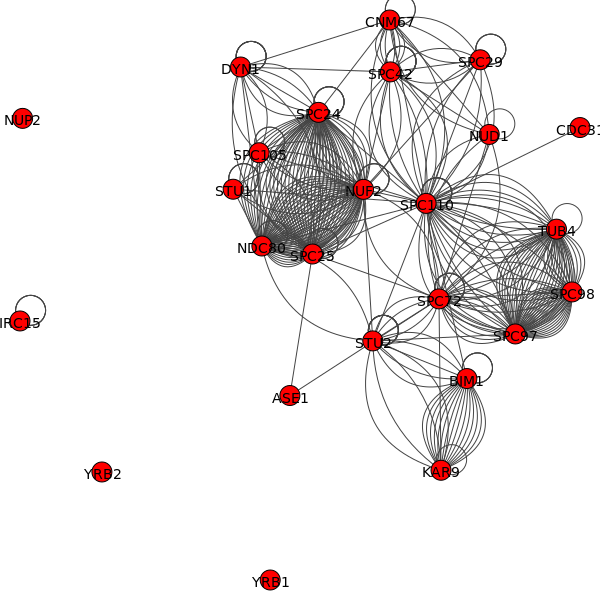 CNM67
SPC29
DYN1
SPC42
SPC24
NUP2
NUD1
CDC31
SPC105
STU1
NUF2
SPC110
TUB4
NDC80
SPC25
SPC98
SPC72
IRC15
SPC97
STU2
BIM1
ASE1
KAR9
YRB2
YRB1